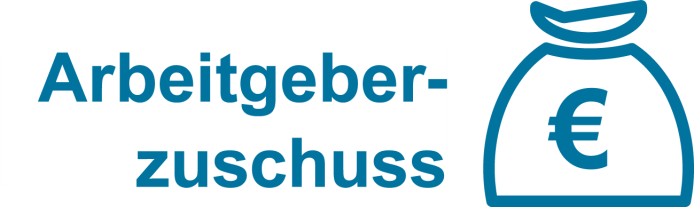 Arbeitgeber-
zuschuss
€